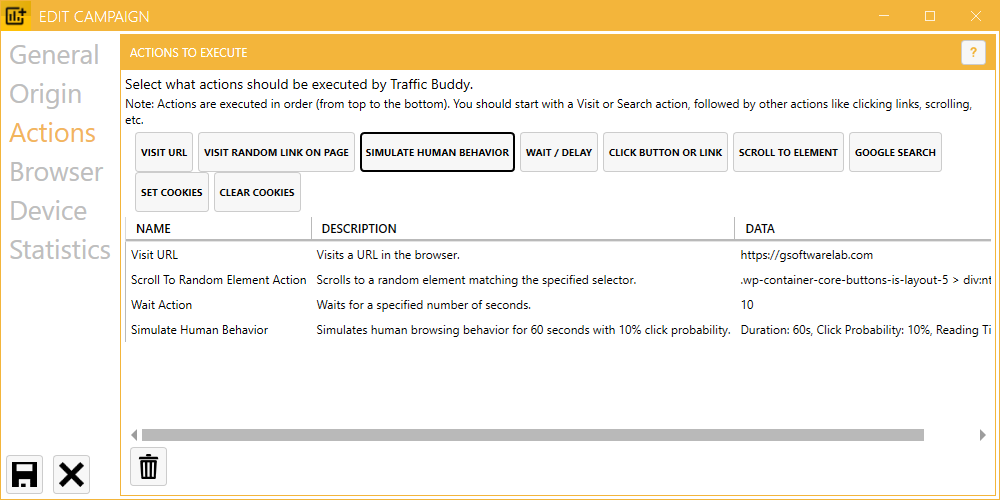 EDIT CAMPAIGN
General
Origin
Actions
Browser
Device
Statistics
ACTIONS TO EXECUTE
?
Select what actions should be executed by Traffic Buddy.
Note: Actions are executed in order (from top to the bottom). You should start with a Visit or Search action, followed by other actions like clicking links, scrolling,
etc.
VISIT URL VISIT RANDOM LINK ON PAGE SIMULATE HUMAN BEHAVIOR WAIT / DELAY CLICK BUTTON OR LINK SCROLL TO ELEMENT GOOGLE SEARCH
SET COOKIES CLEAR COOKIES
NAME DESCRIPTION DATA
Visit URL Visits a URL in the browser. https://gsoftwarelab.com
Scroll To Random Element Action Scrolls to a random element matching the specified selector. .wp-container-core-buttons-is-layout-5 > div:nt
Wait Action Waits for a specified number of seconds. 10
Simulate Human Behavior Simulates human browsing behavior for 60 seconds with 10% click probability. Duration: 60s, Click Probability: 10%, Reading Ti